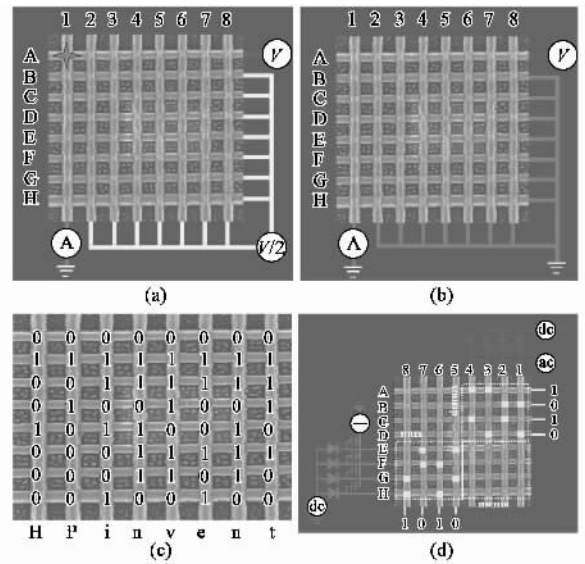 1 2 3 4 5 6 7 8
A
B
C
D
E
F
G
H
V
V/2
A
(a)
1 2 3 4 5 6 7 8
A
B
C
D
E
F
G
H
V
A
(b)
0 0 0 0 0 0 0 0
1 1 1 1 1 1 1 1
0 0 1 1 1 1 1 1
0 1 0 0 1 0 0 1
1 0 1 1 0 0 1 0
0 0 0 1 1 1 1 1
0 0 0 1 1 0 1 0
0 0 1 0 0 1 0 0
H P i n v e n t
(c)
dc
ac
8 7 6 5 4 3 2 1
A
B
C
D
E
F
G
H
1
0
1
0
dc
1 0 1 0
(d)